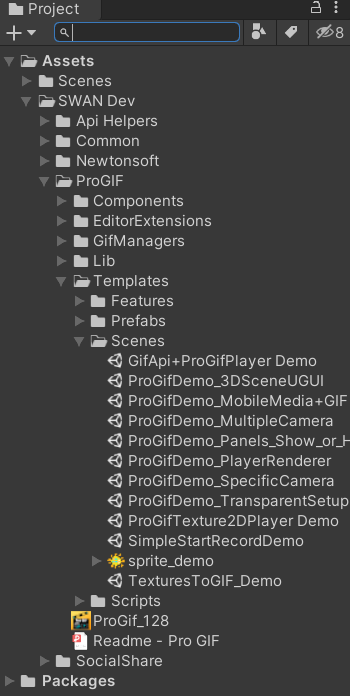 Project
8
Assets
Scenes
SWAN Dev
Api Helpers
Common
Newtonsoft
ProGIF
Components
EditorExtensions
GifManagers
Lib
Templates
Features
Prefabs
Scenes
GifApi+ProGifPlayer Demo
ProGifDemo_3DSceneUGUI
ProGifDemo_MobileMedia+GIF
ProGifDemo_MultipleCamera
ProGifDemo_Panels_Show_or_H
ProGifDemo_PlayerRenderer
ProGifDemo_SpecificCamera
ProGifDemo_TransparentSetup
ProGifTexture2DPlayer Demo
SimpleStartRecordDemo
sprite_demo
TexturesToGIF_Demo
Scripts
ProGif_128
Readme - Pro GIF
SocialShare
Packages